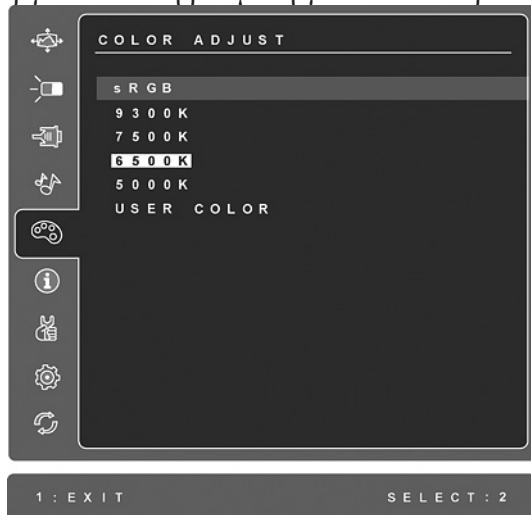 COLOR ADJUST
sRGB
9300K
7500K
6500K
5000K
USER COLOR
1:EXIT SELECT:2